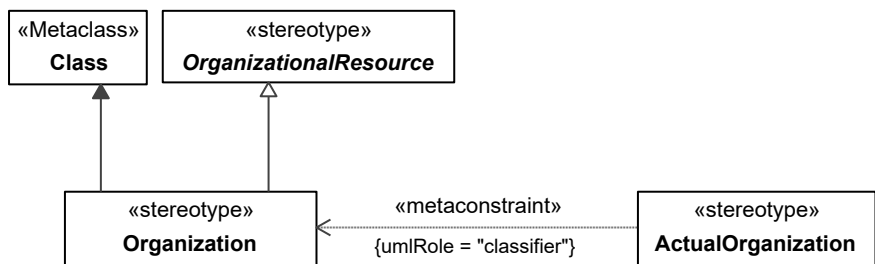 «Metaclass»
Class
«stereotype»
OrganizationalResource
«stereotype»
Organization
«metaconstraint»
{umlRole = "classifier"}
«stereotype»
ActualOrganization